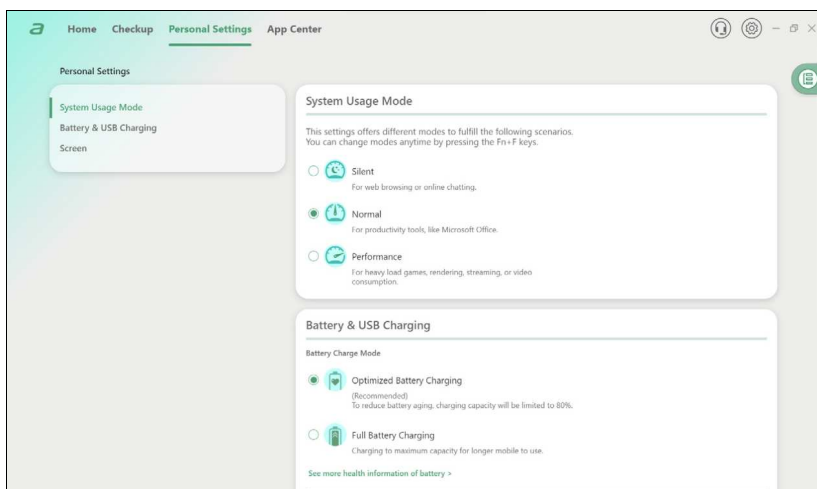 a Home Checkup Personal Settings App Center
Personal Settings
System Usage Mode
Battery & USB Charging
Screen
System Usage Mode
This settings offers different modes to fulfill the following scenarios.
You can change modes anytime by pressing the Fn+F keys.
Silent
For web browsing or online chatting,
Normal
For productivity tools, like Microsoft Office.
Performance
For heavy load games, rendering, streaming, or video
consumption.
Battery & USB Charging
Battery Charge Mode
Optimized Battery Charging
(Recommended)
To reduce battery aging, charging capacity will be limited to 80%.
Full Battery Charging
Charging to maximum capacity for longer mobile to use.
See more health information of battery >